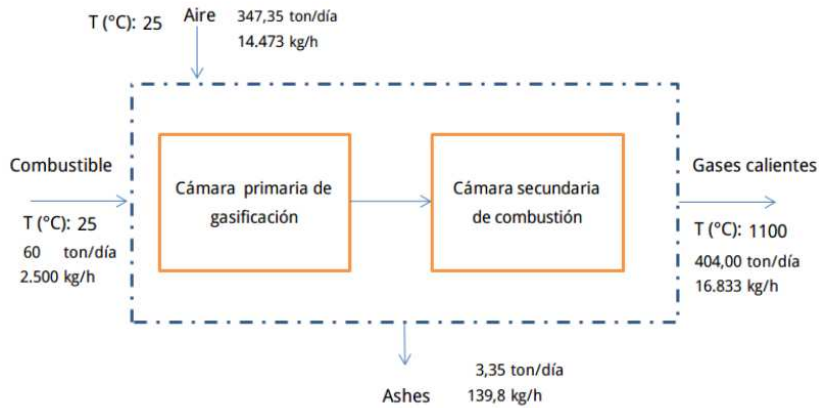 T (°C): 25
Aire
347,35 ton/día
14.473 kg/h
Combustible
T (°C): 25
60 ton/día
2.500 kg/h
Cámara primaria de
gasificación
Cámara secundaria
de combustión
Gases calientes
T (°C): 1100
404,00 ton/día
16.833 kg/h
Ashes
3,35 ton/día
139,8 kg/h